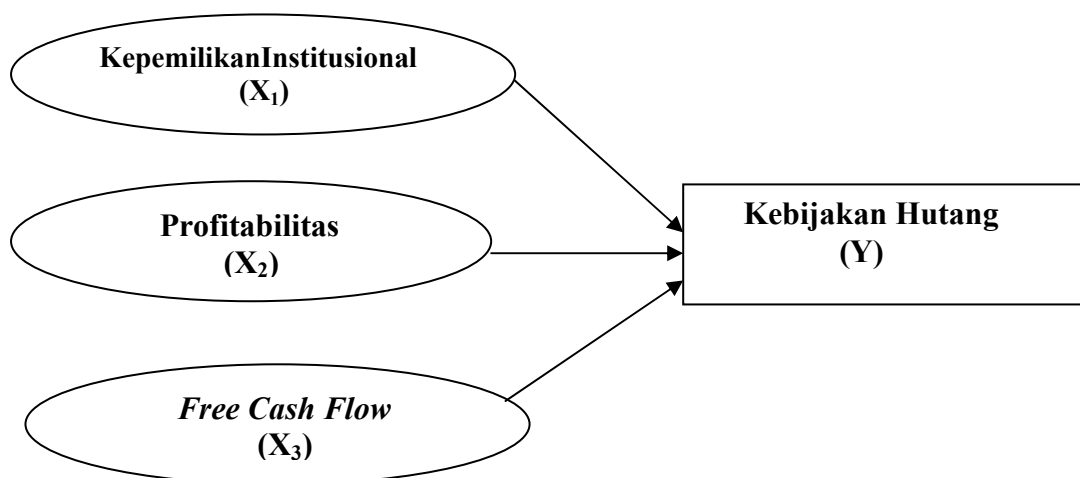 KepemilikanInstitusional
(X₁)
Profitabilitas
(X₂)
Free Cash Flow
(X₃)
Kebijakan Hutang
(Y)